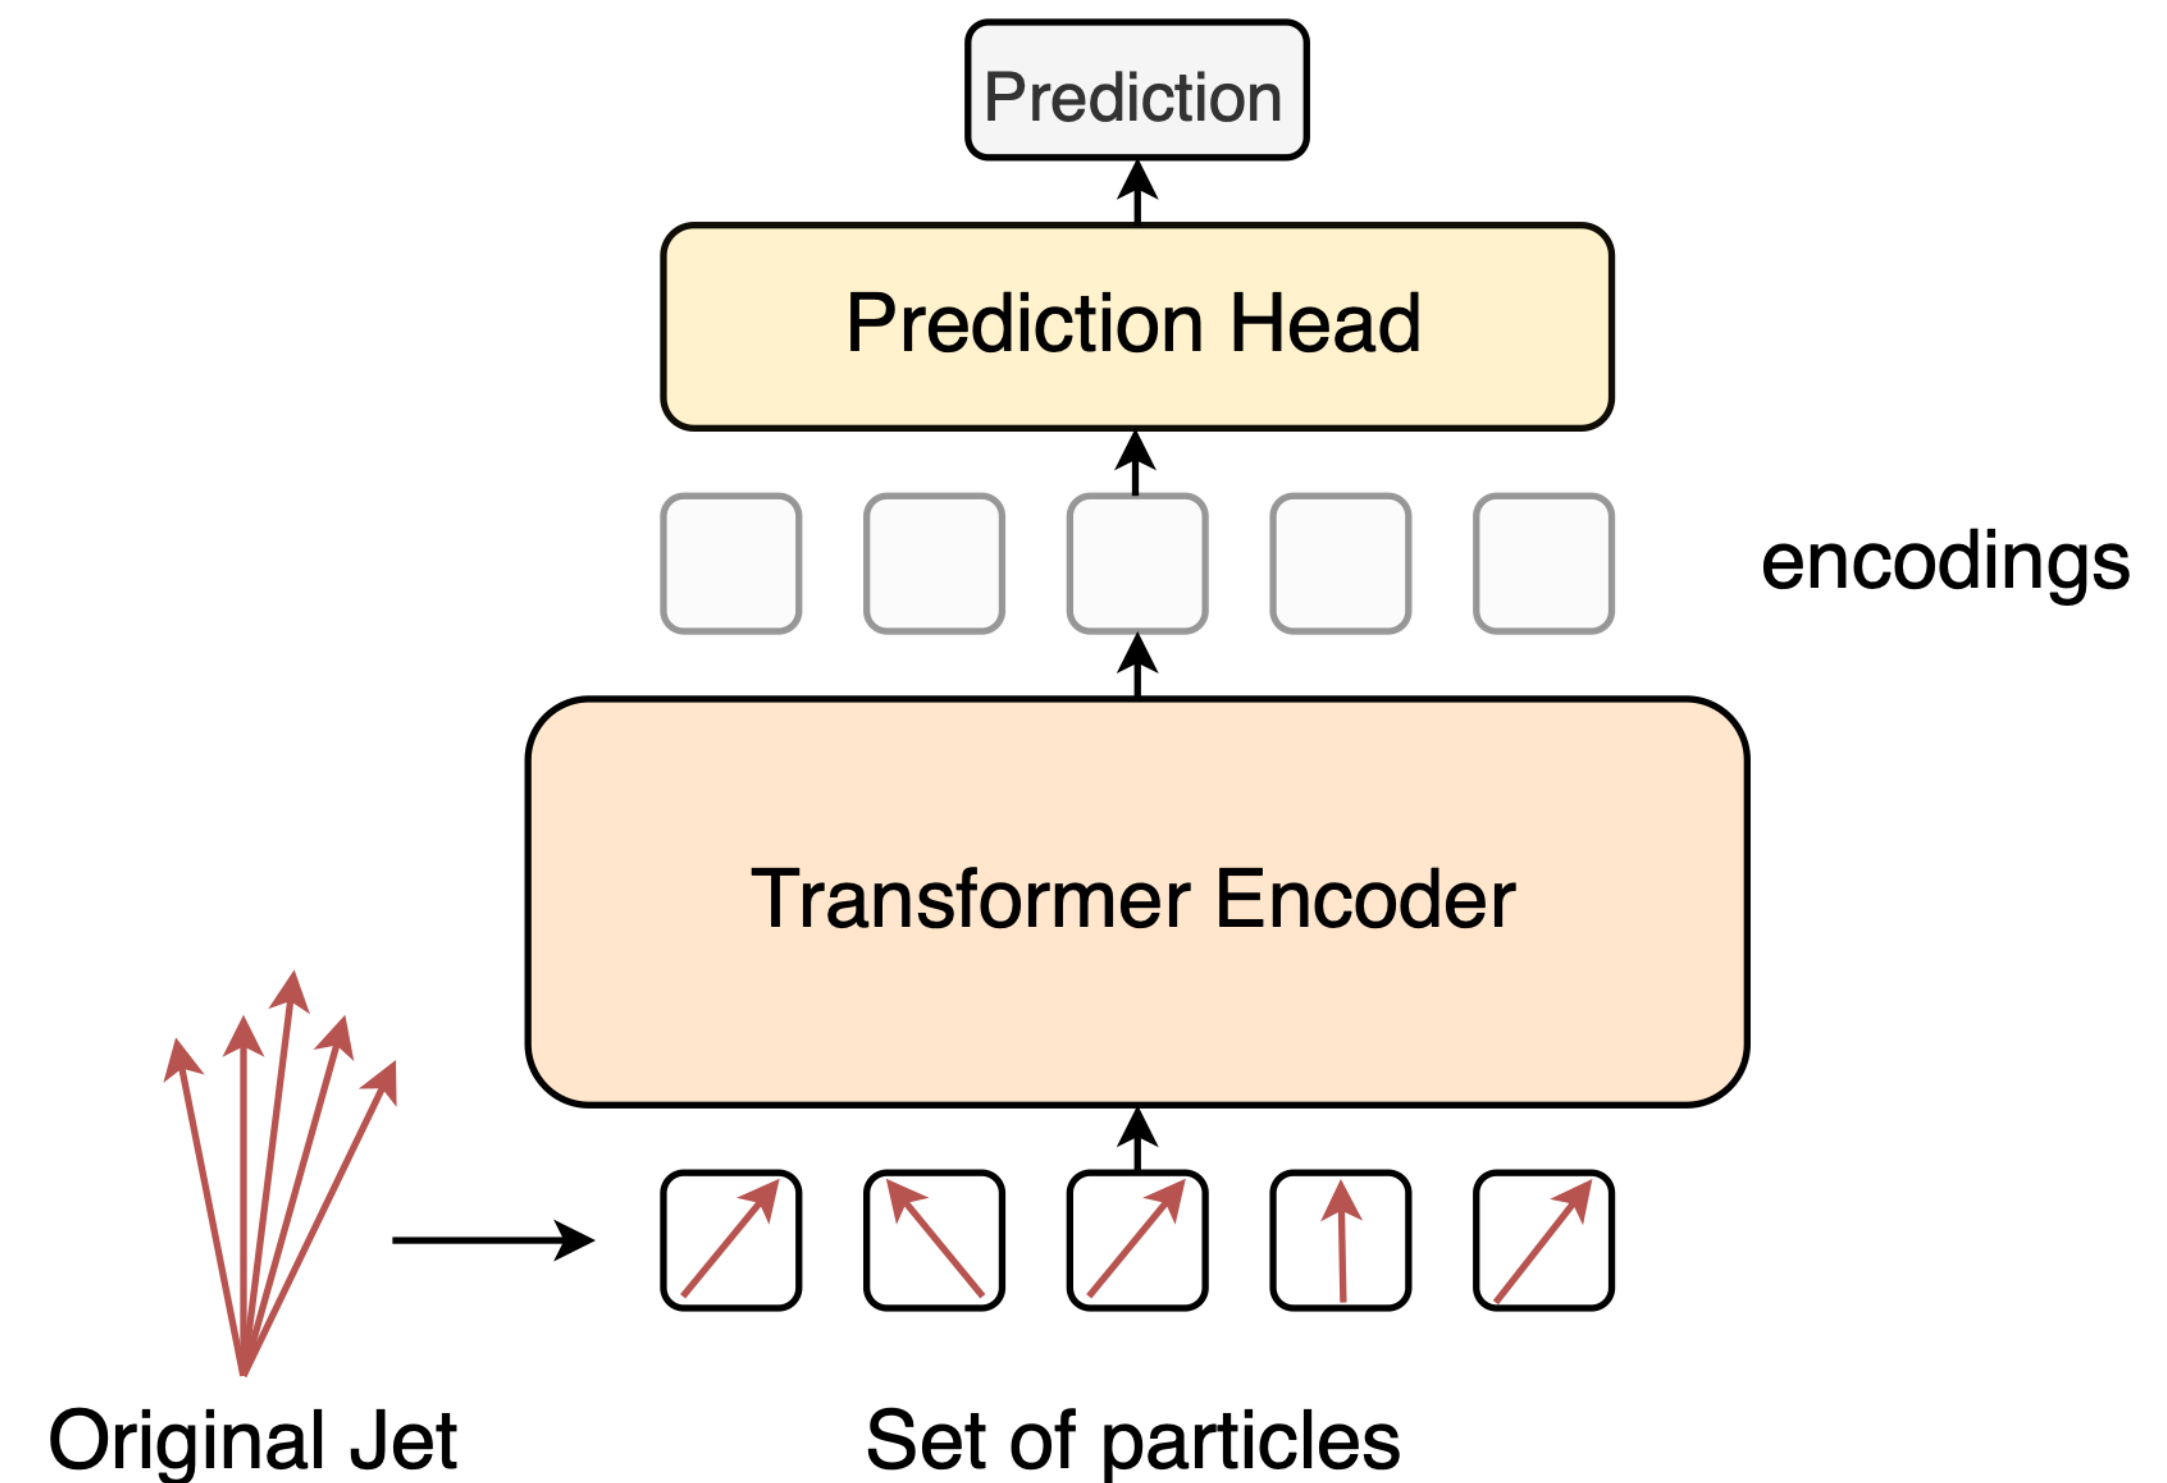 Prediction
Prediction Head
encodings
Transformer Encoder
Original Jet
Set of particles